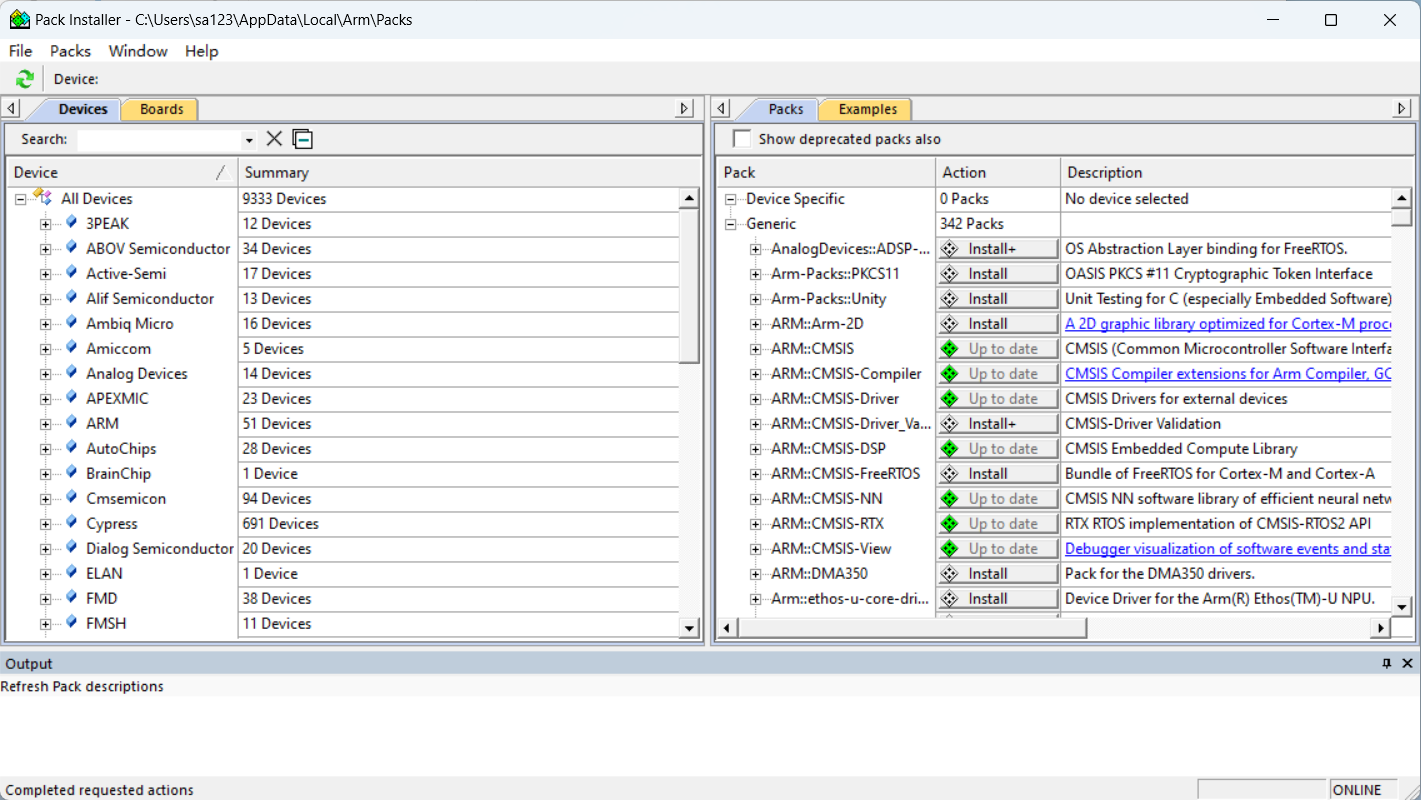 Pack Installer - C:\Users\sa123\AppData\Local\Arm\Packs
File Packs Window Help
Device:
Devices Boards
Search:
Device Summary
All Devices 9333 Devices
3PEAK 12 Devices
ABOV Semiconductor 34 Devices
Active-Semi 17 Devices
Alif Semiconductor 13 Devices
Ambiq Micro 16 Devices
Amiccom 5 Devices
Analog Devices 14 Devices
APEXMIC 23 Devices
ARM 51 Devices
AutoChips 28 Devices
BrainChip 1 Device
Cmsemicon 94 Devices
Cypress 691 Devices
Dialog Semiconductor 20 Devices
ELAN 1 Device
FMD 38 Devices
FMSH 11 Devices
Packs Examples
Show deprecated packs also
Pack Action Description
Device Specific 0 Packs No device selected
Generic 342 Packs
AnalogDevices::ADSP-... Install+ OS Abstraction Layer binding for FreeRTOS.
Arm-Packs::PKCS11 Install OASIS PKCS #11 Cryptographic Token Interface
Arm-Packs::Unity Install Unit Testing for C (especially Embedded Software)
ARM::Arm-2D Install A 2D graphic library optimized for Cortex-M proc
ARM::CMSIS Up to date CMSIS (Common Microcontroller Software Interfa
ARM::CMSIS-Compiler Up to date CMSIS Compiler extensions for Arm Compiler, GC
ARM::CMSIS-Driver Up to date CMSIS Drivers for external devices
ARM::CMSIS-Driver_Va... Install+ CMSIS-Driver Validation
ARM::CMSIS-DSP Up to date CMSIS Embedded Compute Library
ARM::CMSIS-FreeRTOS Install Bundle of FreeRTOS for Cortex-M and Cortex-A
ARM::CMSIS-NN Up to date CMSIS NN software library of efficient neural netw
ARM::CMSIS-RTX Up to date RTX RTOS implementation of CMSIS-RTOS2 API
ARM::CMSIS-View Up to date Debugger visualization of software events and sta
ARM::DMA350 Install Pack for the DMA350 drivers.
Arm::ethos-u-core-dri... Install Device Driver for the Arm(R) Ethos(TM)-U NPU.
Output
Refresh Pack descriptions
Completed requested actions
ONLINE